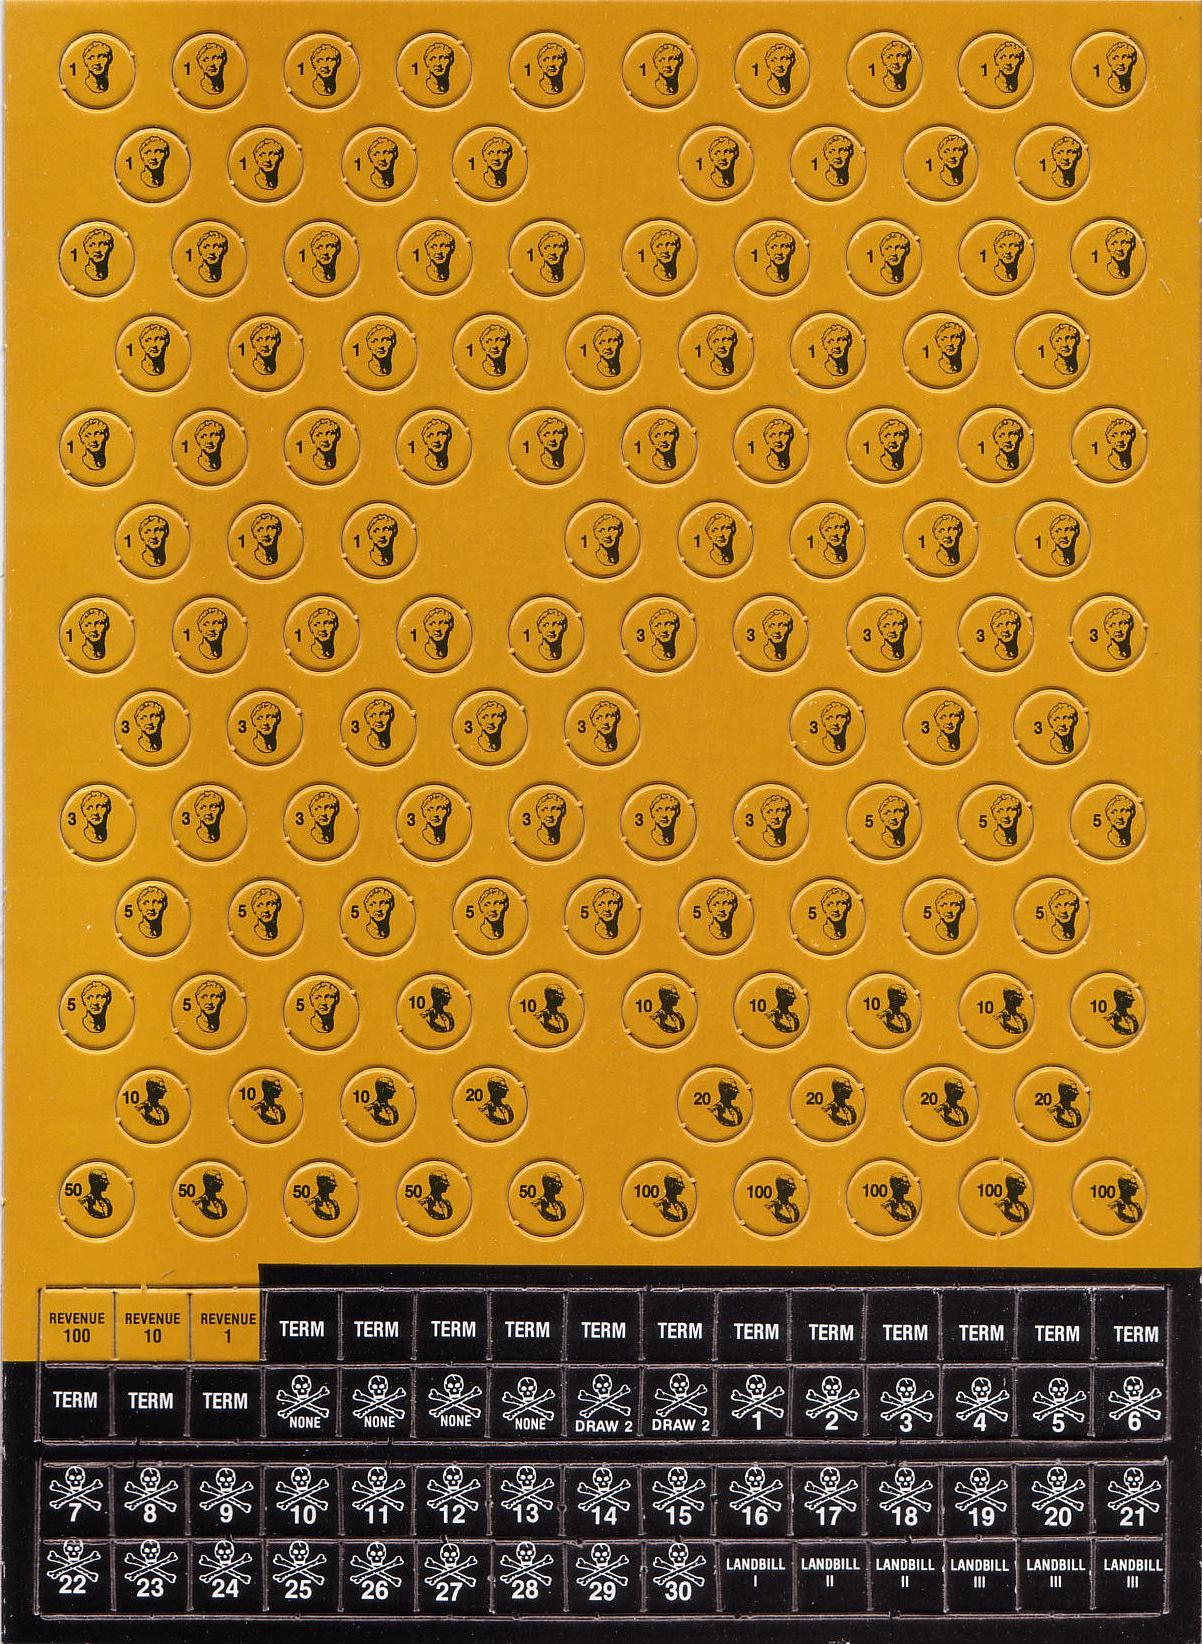 1 1 1 1 1 1 1 1 1 1
1 1 1 1 1 1 1 1
1 1 1 1 1 1 1 1 1 1
1 1 1 1 1 1 1 1 1
1 1 1 1 1 1 1 1 1 1
1 1 1 1 1 1 1 1
1 1 1 1 1 3 3 3 3 3
3 3 3 3 3 3 3 3
3 3 3 3 3 3 3 5 5 5
5 5 5 5 5 5 5 5 5
5 5 5 10 10 10 10 10 10 10
10 10 10 20 20 20 20 20
50 50 50 50 50 100 100 100 100 100
REVENUE REVENUE REVENUE TERM TERM TERM TERM TERM TERM TERM TERM TERM TERM TERM TERM
100 10 1
TERM TERM TERM NONE NONE NONE NONE DRAW 2 DRAW 2 1 2 3 4 5 6
7 8 9 10 11 12 13 14 15 16 17 18 19 20 21
22 23 24 25 26 27 28 29 30 LANDBILL LANDBILL LANDBILL LANDBILL LANDBILL LANDBILL
I II II III III III